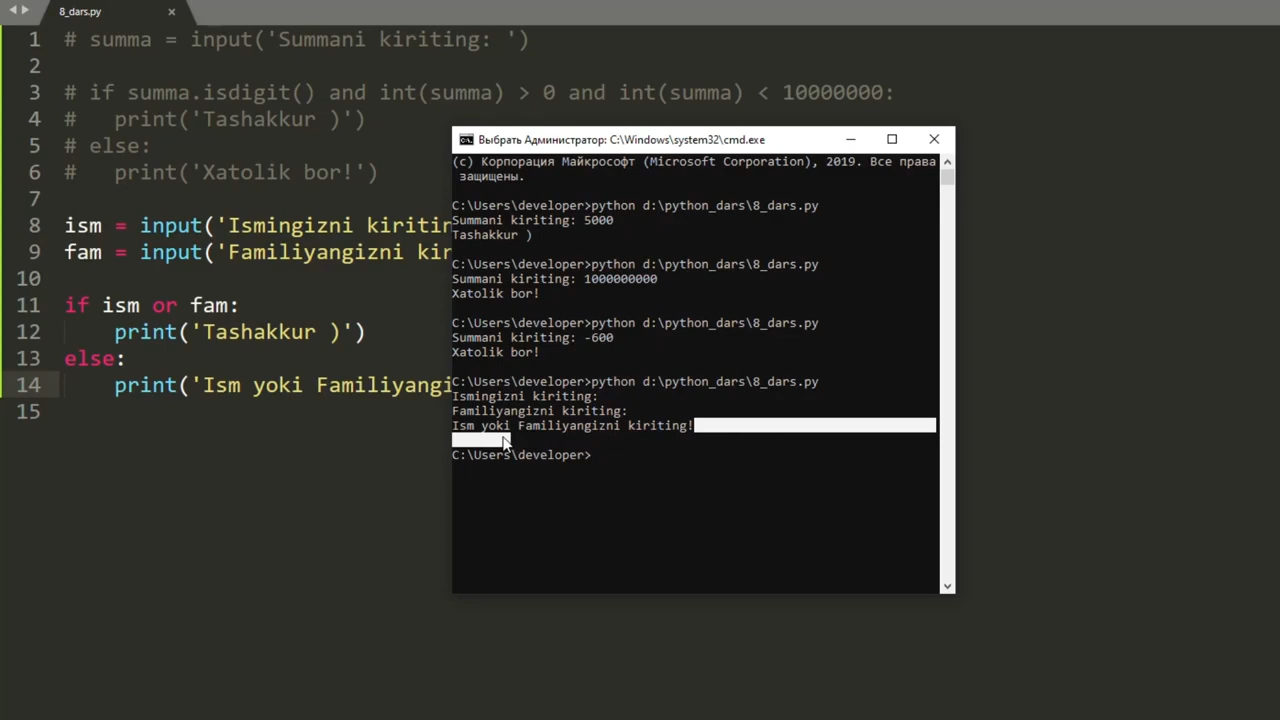 8_dars.py
1 # summa = input('Summani kiriting: ')
2
3 # if summa.isdigit() and int(summa) > 0 and int(summa) < 10000000:
4 #   print('Tashakkur )')
5 # else:
6 #   print('Xatolik bor!')
7
8 ism = input('Ismingizni kiritin
9 fam = input('Familiyangizni kir
10
11 if ism or fam:
12     print('Tashakkur )')
13 else:
14     print('Ism yoki Familiyangi
15
Выбрать Администратор: C:\Windows\system32\cmd.exe
(c) Корпорация Майкрософт (Microsoft Corporation), 2019. Все права
защищены.
C:\Users\developer>python d:\python_dars\8_dars.py
Summani kiriting: 5000
Tashakkur )
C:\Users\developer>python d:\python_dars\8_dars.py
Summani kiriting: 1000000000
Xatolik bor!
C:\Users\developer>python d:\python_dars\8_dars.py
Summani kiriting: -600
Xatolik bor!
C:\Users\developer>python d:\python_dars\8_dars.py
Ismingizni kiriting:
Familiyangizni kiriting:
Ism yoki Familiyangizni kiriting!
C:\Users\developer>